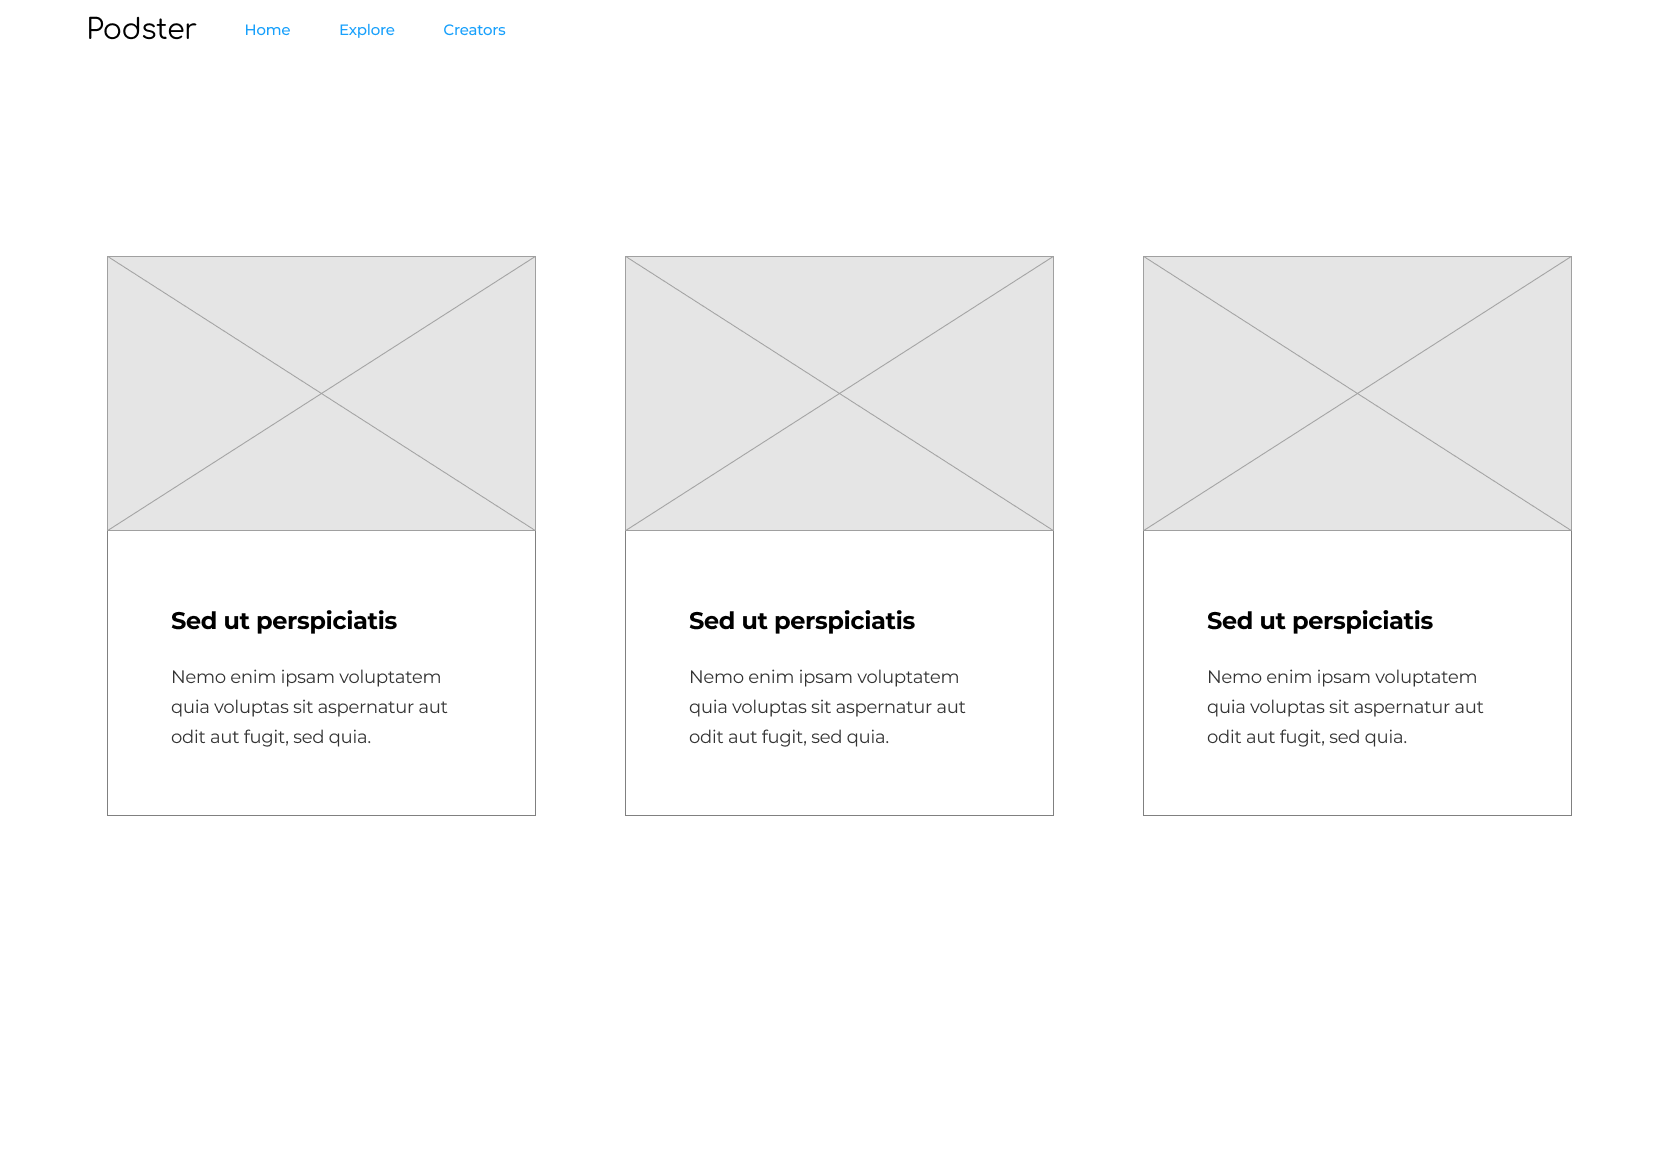 Podster Home Explore Creators
Sed ut perspiciatis
Nemo enim ipsam voluptatem
quia voluptas sit aspernatur aut
odit aut fugit, sed quia.
Sed ut perspiciatis
Nemo enim ipsam voluptatem
quia voluptas sit aspernatur aut
odit aut fugit, sed quia.
Sed ut perspiciatis
Nemo enim ipsam voluptatem
quia voluptas sit aspernatur aut
odit aut fugit, sed quia.